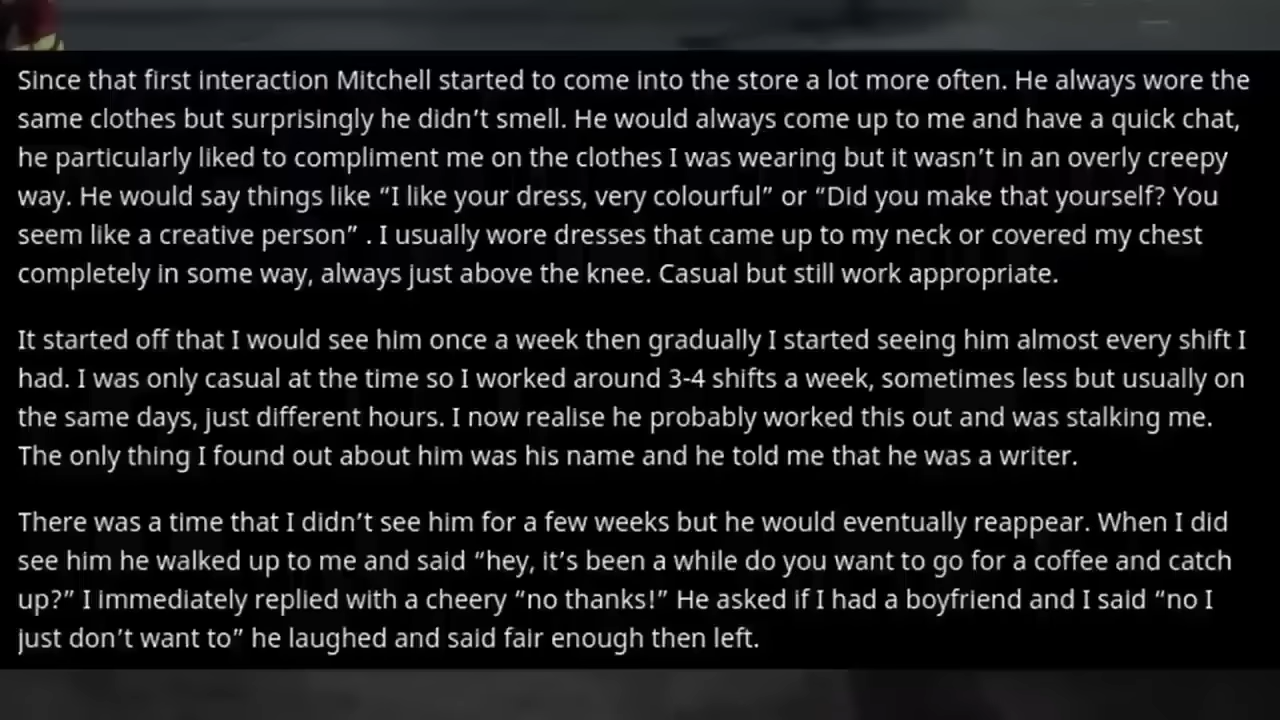 Since that first interaction Mitchell started to come into the store a lot more often. He always wore the
same clothes but surprisingly he didn’t smell. He would always come up to me and have a quick chat,
he particularly liked to compliment me on the clothes I was wearing but it wasn’t in an overly creepy
way. He would say things like “I like your dress, very colourful” or “Did you make that yourself? You
seem like a creative person” . I usually wore dresses that came up to my neck or covered my chest
completely in some way, always just above the knee. Casual but still work appropriate.
It started off that I would see him once a week then gradually I started seeing him almost every shift I
had. I was only casual at the time so I worked around 3-4 shifts a week, sometimes less but usually on
the same days, just different hours. I now realise he probably worked this out and was stalking me.
The only thing I found out about him was his name and he told me that he was a writer.
There was a time that I didn’t see him for a few weeks but he would eventually reappear. When I did
see him he walked up to me and said “hey, it’s been a while do you want to go for a coffee and catch
up?” I immediately replied with a cheery “no thanks!” He asked if I had a boyfriend and I said “no I
just don’t want to” he laughed and said fair enough then left.